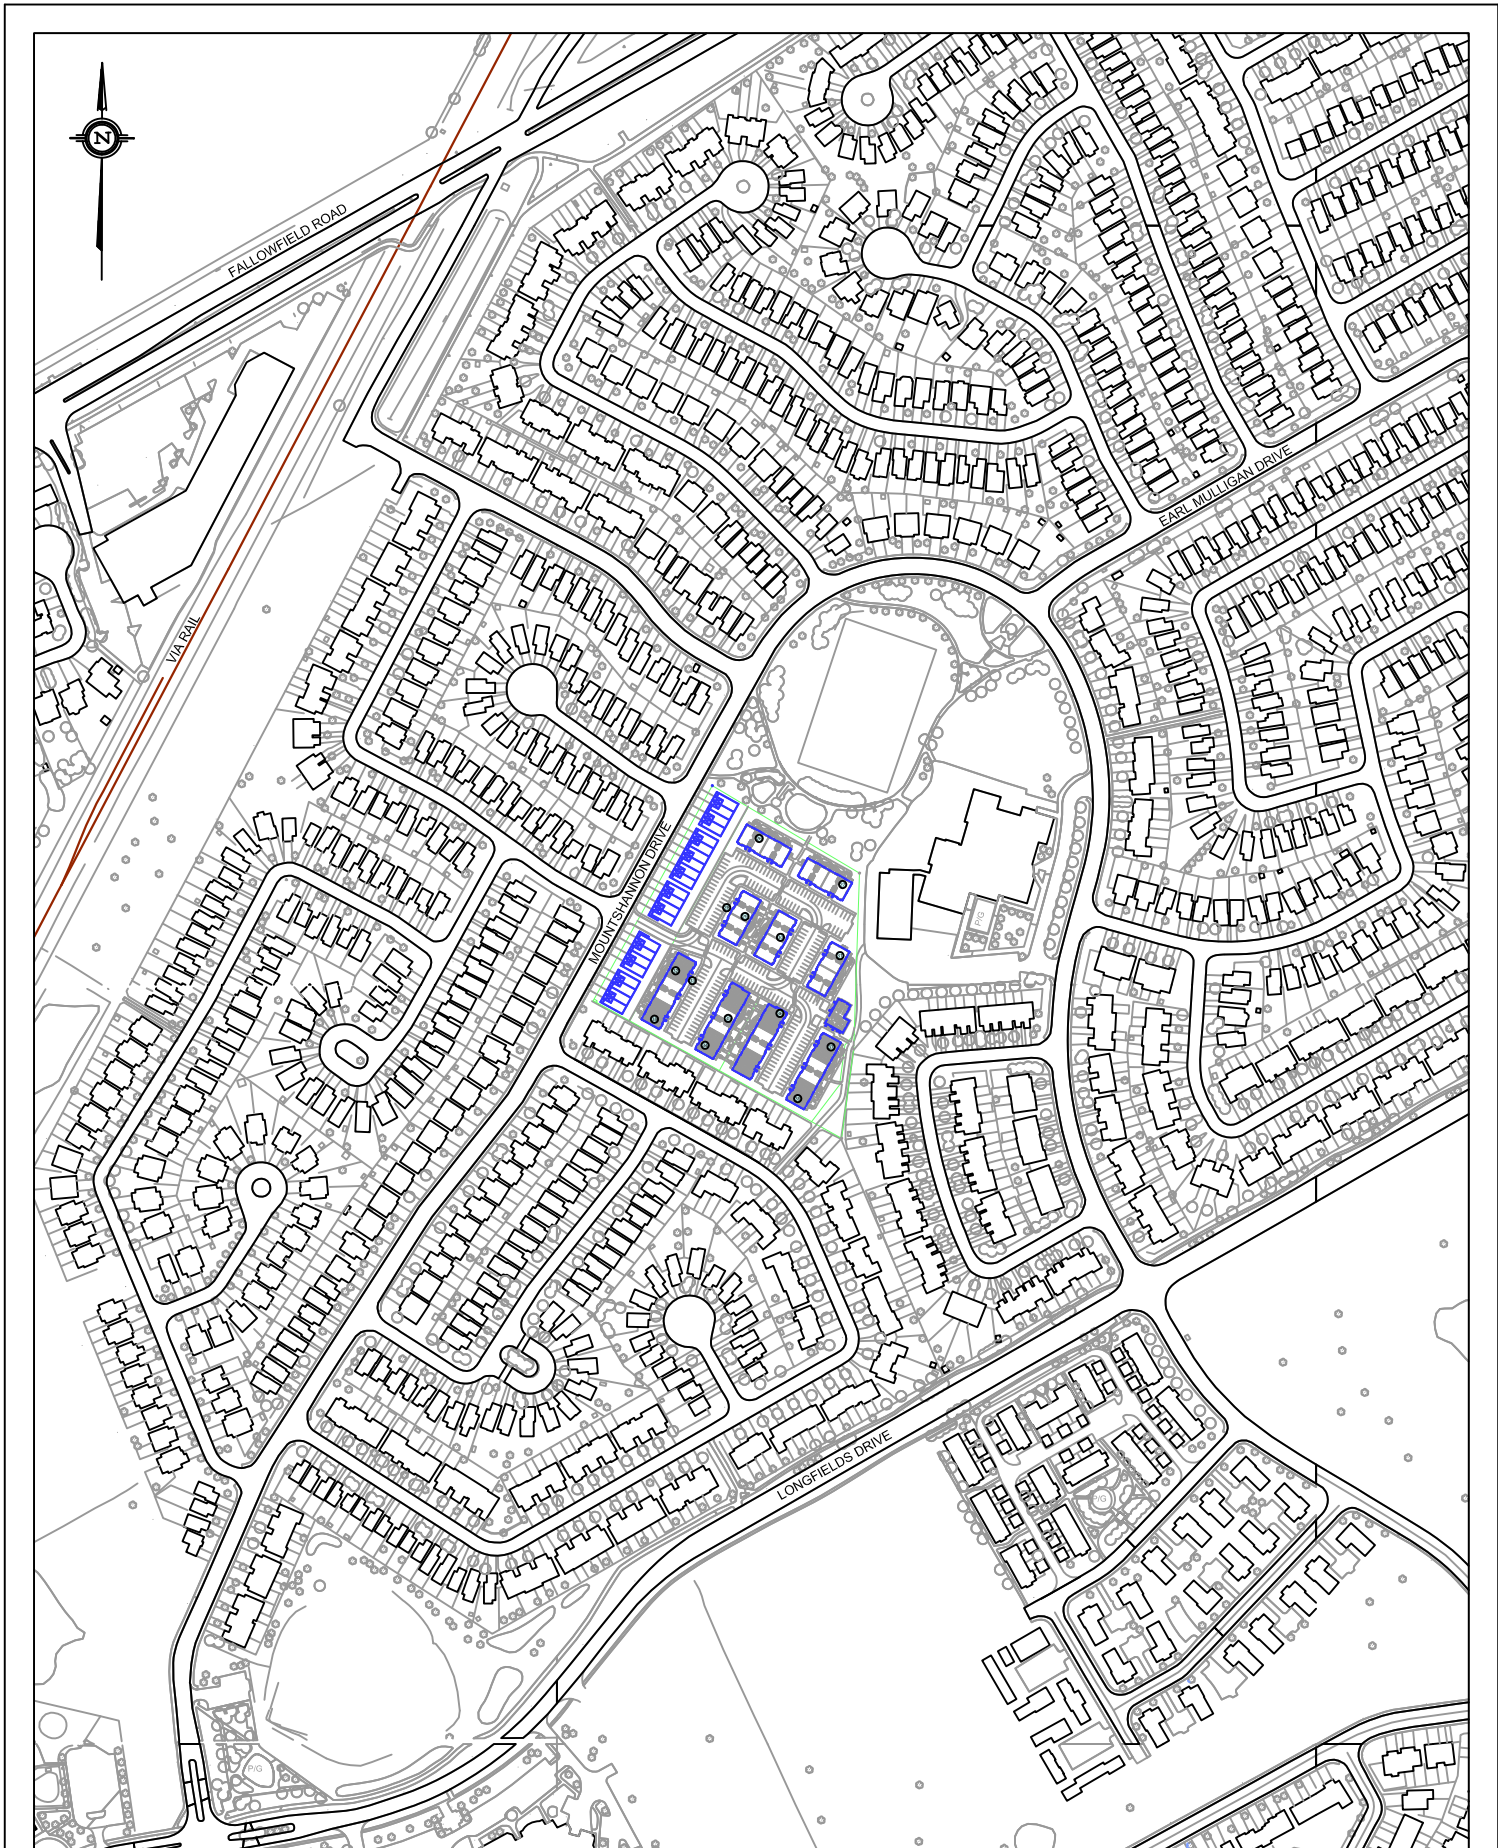 N
FALLOWFIELD ROAD
EARL MULLIGAN DRIVE
VIA RAIL
MOUNTSHANNON DRIVE
P/G
LONGFIELDS DRIVE
P/G
P/G